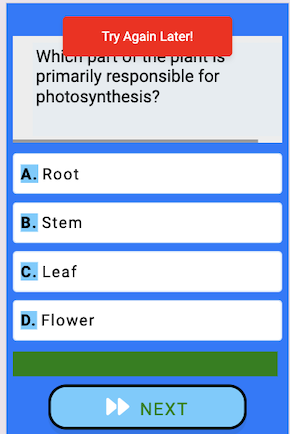 Try Again Later!
Which part of the plant is
primarily responsible for
photosynthesis?
A. Root
B. Stem
C. Leaf
D. Flower
NEXT